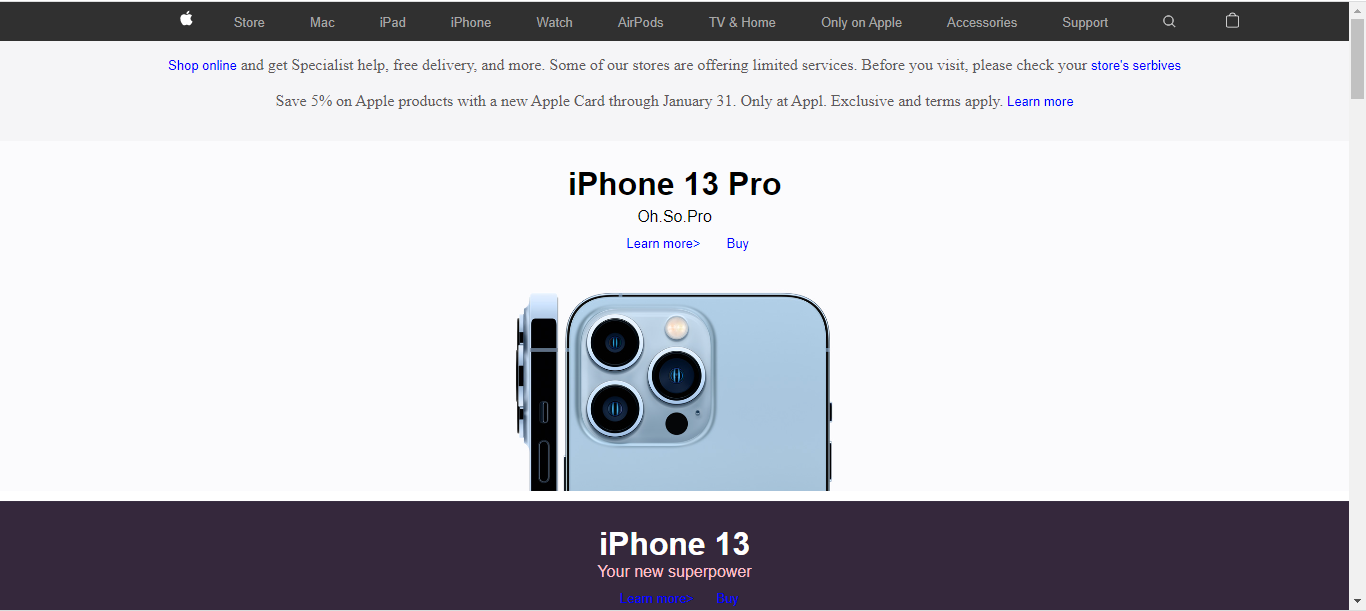 Store Mac iPad iPhone Watch AirPods TV & Home Only on Apple Accessories Support
Shop online and get Specialist help, free delivery, and more. Some of our stores are offering limited services. Before you visit, please check your store's serbives
Save 5% on Apple products with a new Apple Card through January 31. Only at Appl. Exclusive and terms apply. Learn more
iPhone 13 Pro
Oh.So.Pro
Learn more> Buy
iPhone 13
Your new superpower
Learn more> Buy